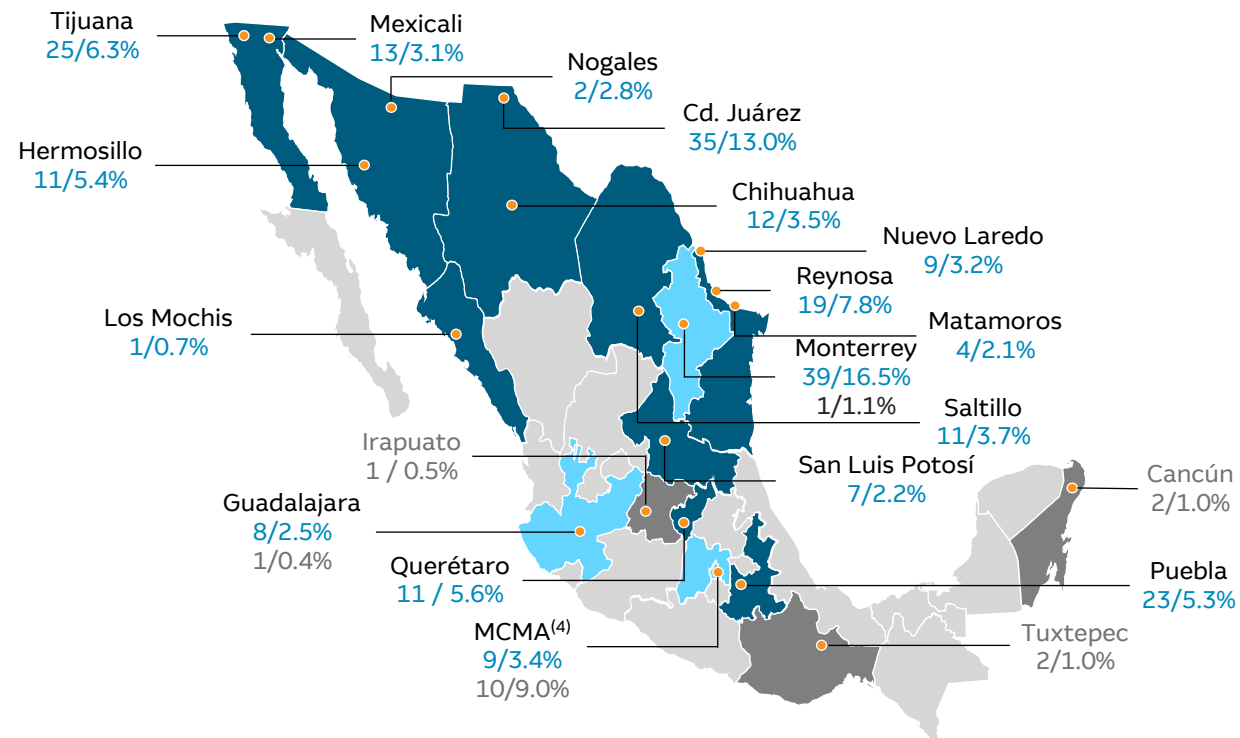 Tijuana
25/6.3%
Mexicali
13/3.1%
Nogales
2/2.8%
Cd. Juárez
35/13.0%
Hermosillo
11/5.4%
Chihuahua
12/3.5%
Nuevo Laredo
9/3.2%
Reynosa
19/7.8%
Los Mochis
1/0.7%
Matamoros
4/2.1%
Monterrey
39/16.5%
1/1.1%
Saltillo
11/3.7%
Irapuato
1 / 0.5%
San Luis Potosí
7/2.2%
Cancún
2/1.0%
Guadalajara
8/2.5%
1/0.4%
Querétaro
11 / 5.6%
Puebla
23/5.3%
MCMA(4)
9/3.4%
10/9.0%
Tuxtepec
2/1.0%